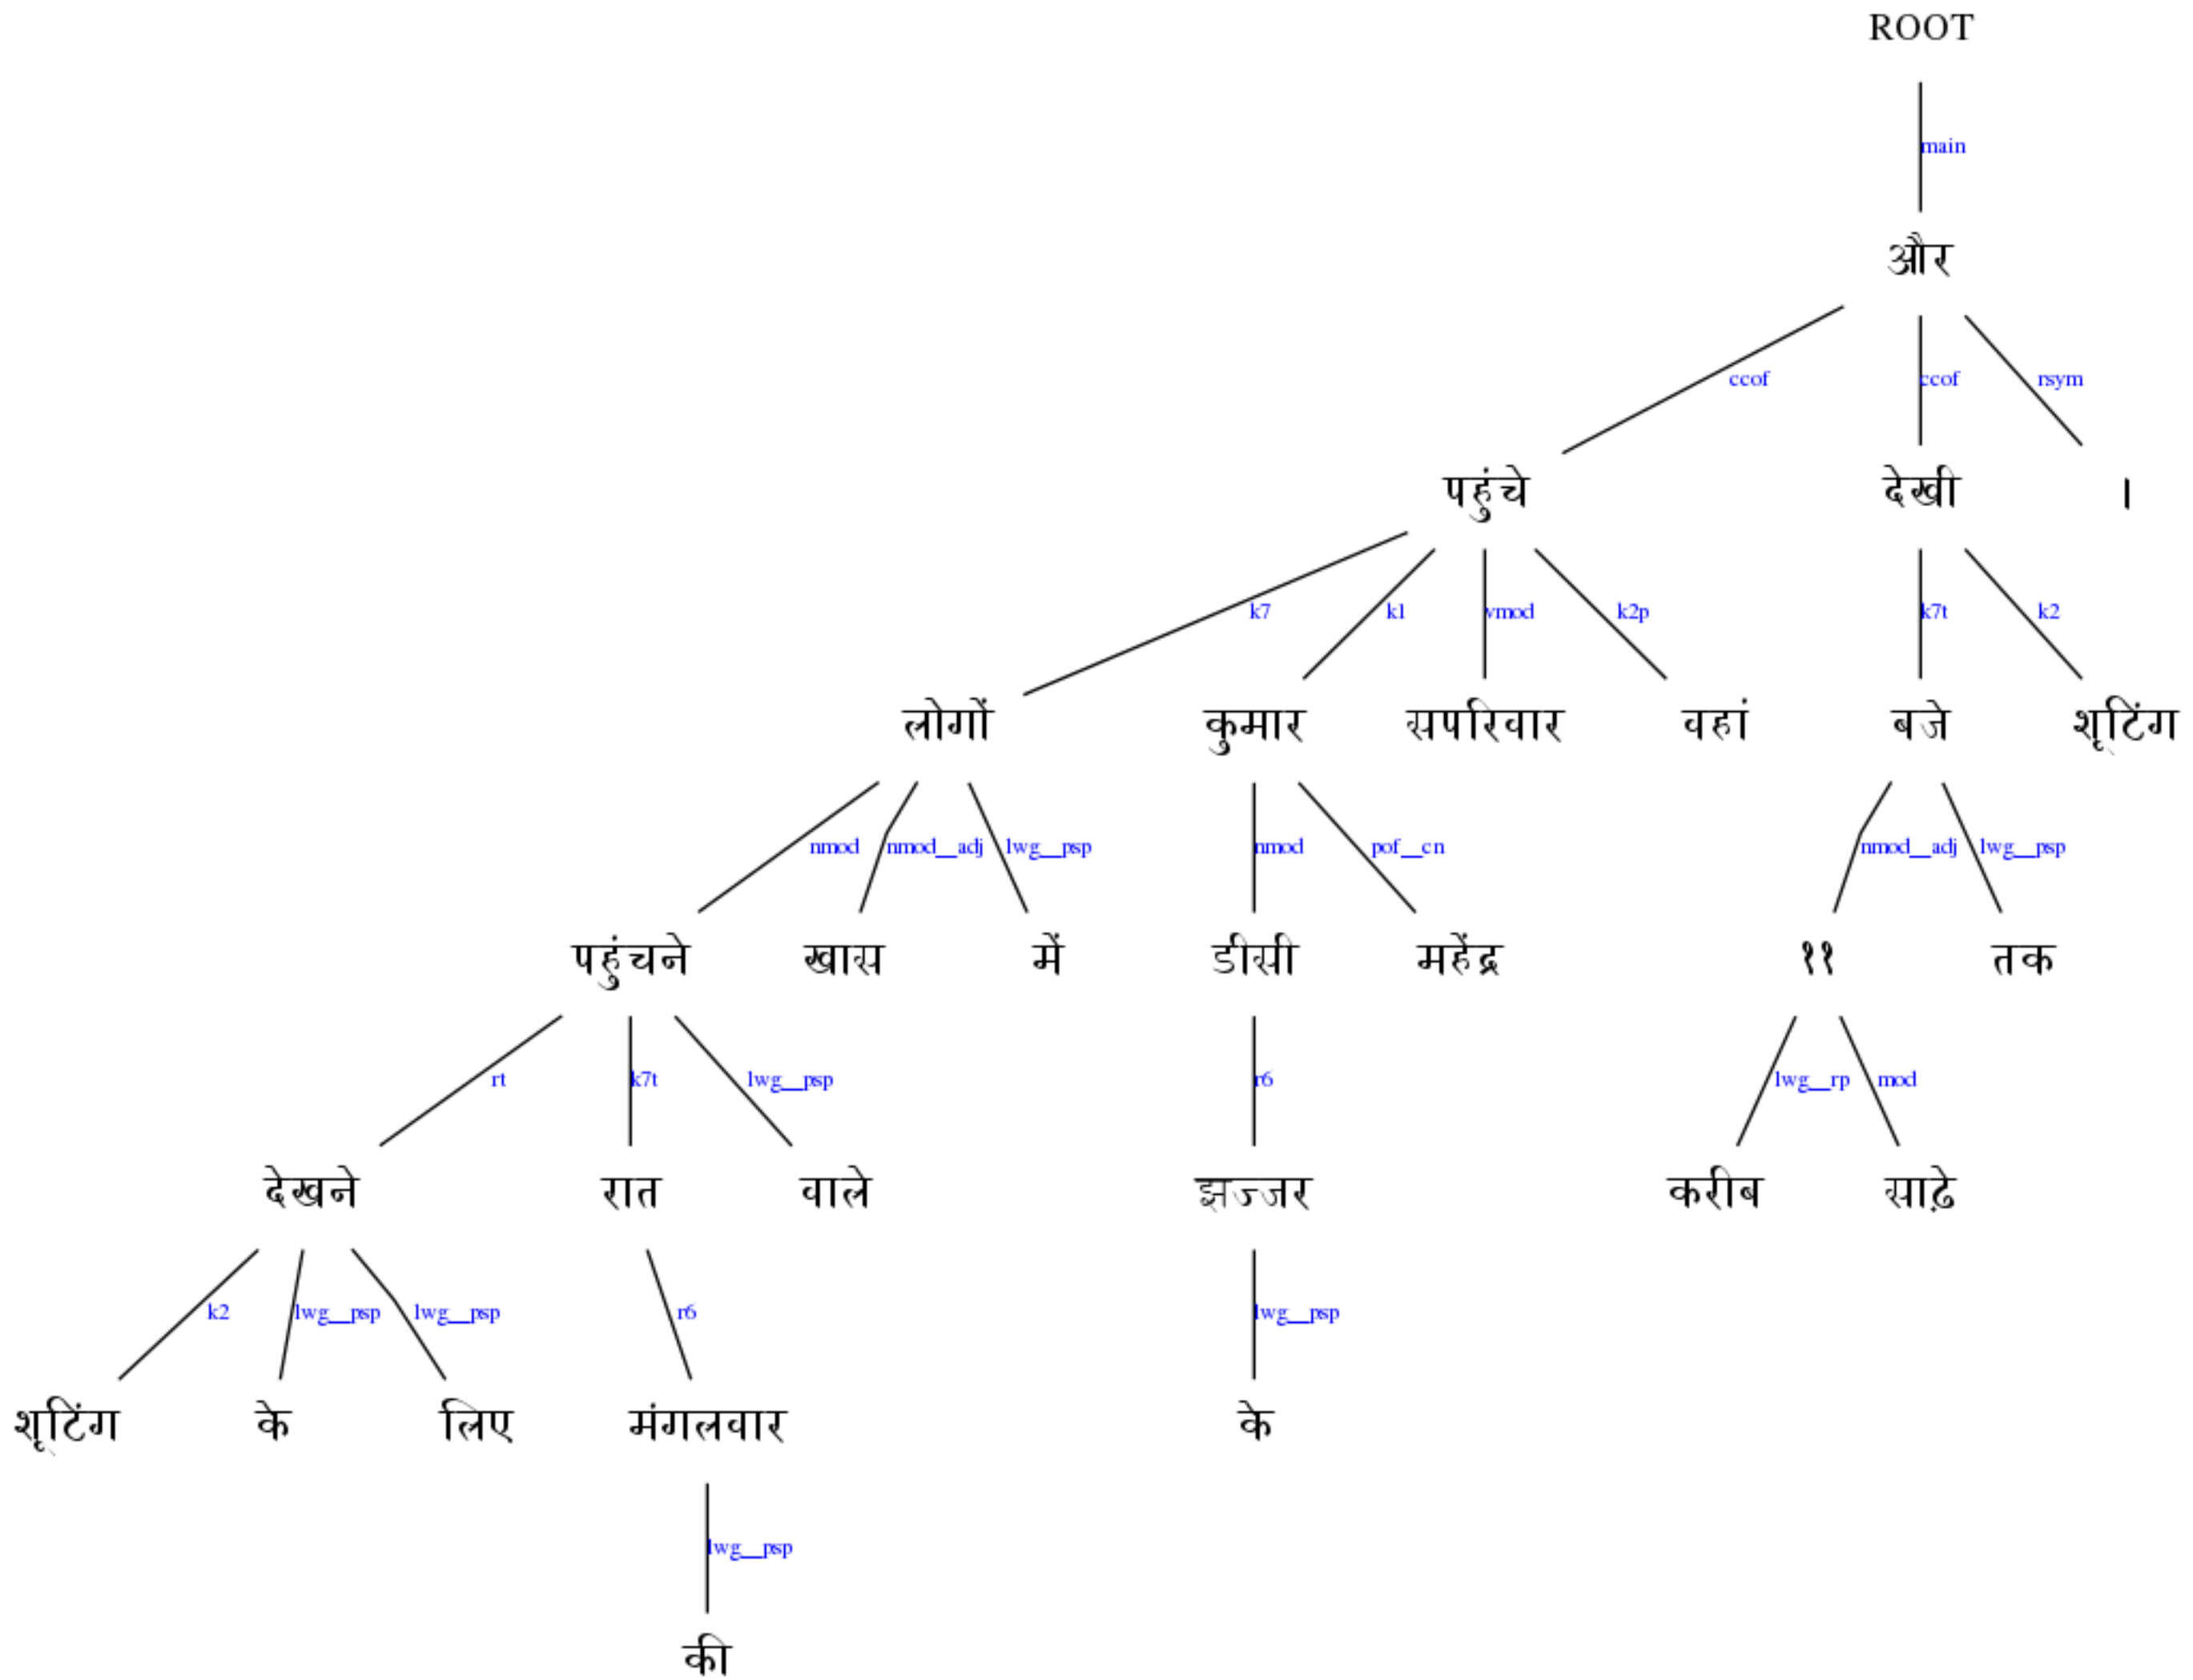 ROOT
main
और
ccof ccof rsym
पहुंचे देखी ।
k7 k1 vmod k2p k7t k2
लोगों कुमार सपरिवार वहां बजे शूटिंग
nmod nmod__adj lwg__psp nmod pof__cn nmod__adj lwg__psp
पहुंचने खास में डीसी महेंद्र ११ तक
rt k7t lwg__psp r6 lwg__rp mod
देखने रात वाले झज्जर करीब साढ़े
k2 lwg__psp lwg__psp r6 lwg__psp
शूटिंग के लिए मंगलवार के
lwg__psp
की